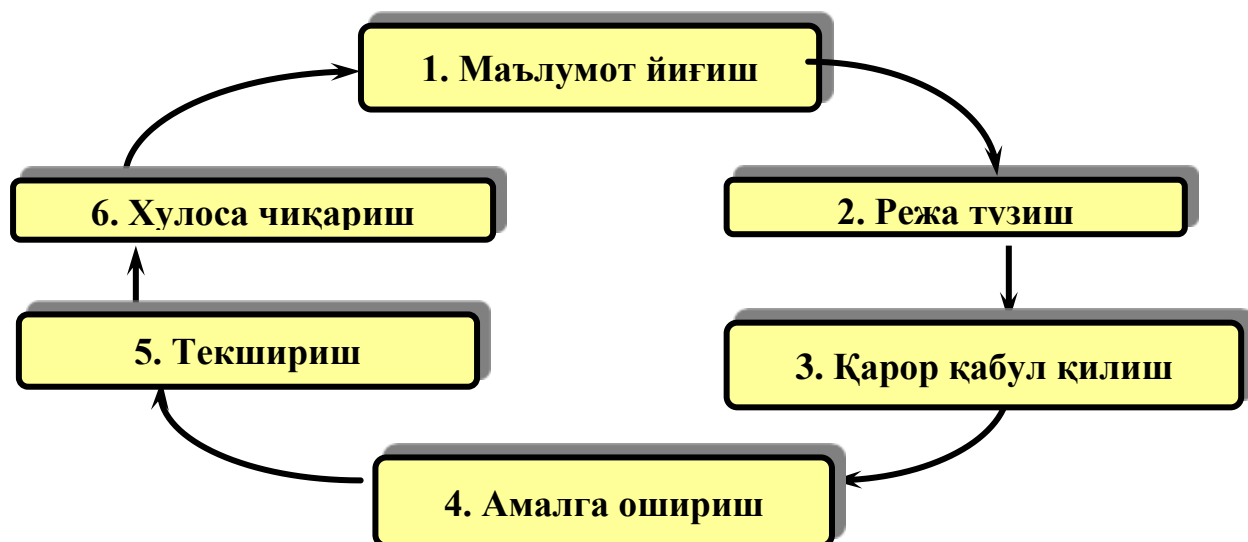 1. Маълумот йиғиш
2. Режа тузиш
3. Қарор қабул қилиш
4. Амалга ошириш
5. Текшириш
6. Хулоса чиқариш